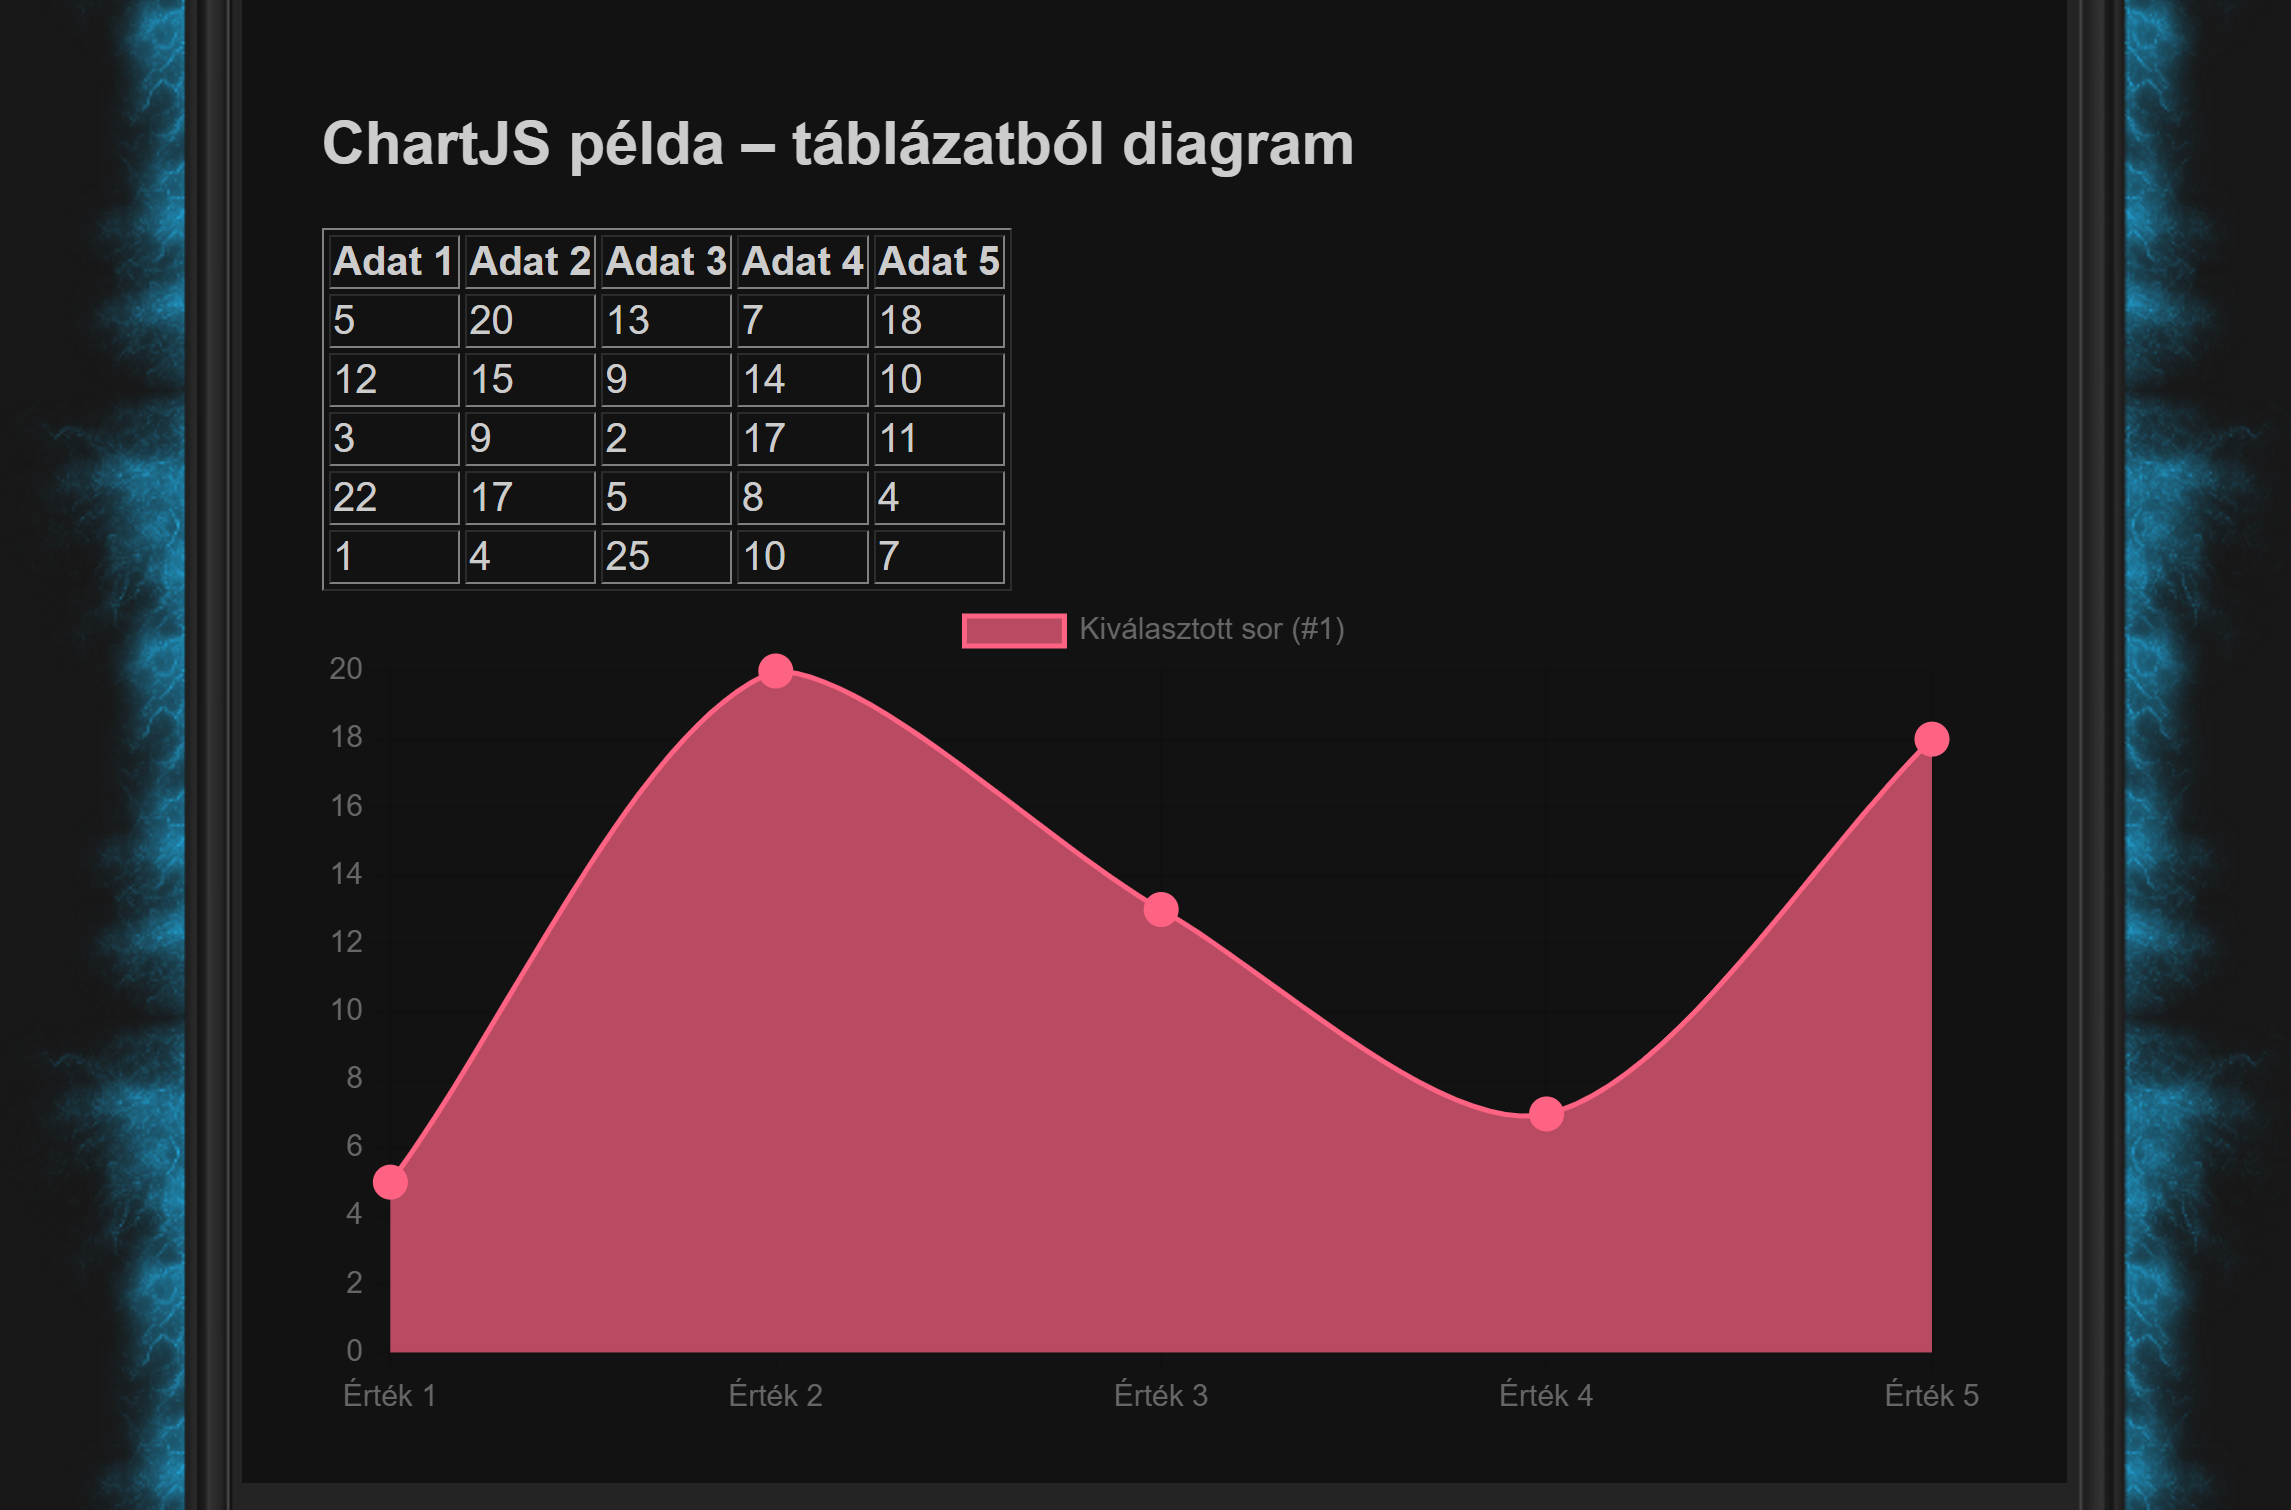 ChartJS példa – táblázatból diagram
Adat 1 Adat 2 Adat 3 Adat 4 Adat 5
5 20 13 7 18
12 15 9 14 10
3 9 2 17 11
22 17 5 8 4
1 4 25 10 7
Kiválasztott sor (#1)
20
18
16
14
12
10
8
6
4
2
0
Érték 1 Érték 2 Érték 3 Érték 4 Érték 5